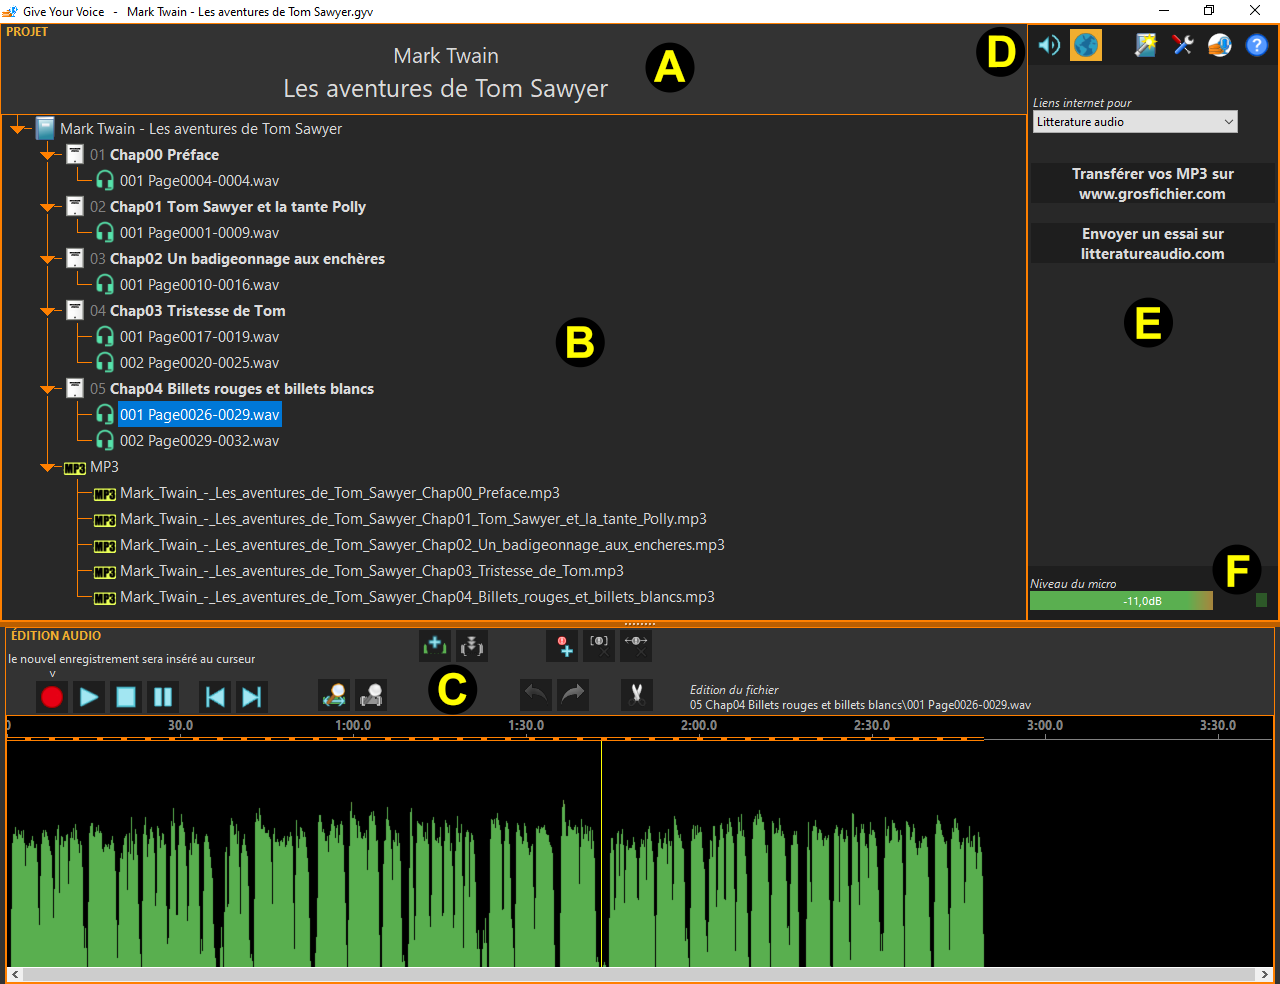 Give Your Voice - Mark Twain - Les aventures de Tom Sawyer.gyv
PROJET
Mark Twain
Les aventures de Tom Sawyer
A
D
?
Mark Twain - Les aventures de Tom Sawyer
01 Chap00 Préface
001 Page0004-0004.wav
02 Chap01 Tom Sawyer et la tante Polly
001 Page0001-0009.wav
03 Chap02 Un badigeonnage aux enchères
001 Page0010-0016.wav
04 Chap03 Tristesse de Tom
001 Page0017-0019.wav
002 Page0020-0025.wav
05 Chap04 Billets rouges et billets blancs
001 Page0026-0029.wav
002 Page0029-0032.wav
MP3 MP3
MP3 Mark_Twain_-_Les_aventures_de_Tom_Sawyer_Chap00_Preface.mp3
MP3 Mark_Twain_-_Les_aventures_de_Tom_Sawyer_Chap01_Tom_Sawyer_et_la_tante_Polly.mp3
MP3 Mark_Twain_-_Les_aventures_de_Tom_Sawyer_Chap02_Un_badigeonnage_aux_encheres.mp3
MP3 Mark_Twain_-_Les_aventures_de_Tom_Sawyer_Chap03_Tristesse_de_Tom.mp3
MP3 Mark_Twain_-_Les_aventures_de_Tom_Sawyer_Chap04_Billets_rouges_et_billets_blancs.mp3
B
Liens internet pour
Litterature audio
Transférer vos MP3 sur
www.grosfichier.com
Envoyer un essai sur
litteratureaudio.com
E
F
Niveau du micro
-11,0dB
ÉDITION AUDIO
le nouvel enregistrement sera inséré au curseur
v
C
Edition du fichier
05 Chap04 Billets rouges et billets blancs\001 Page0026-0029.wav
0 30.0 1:00.0 1:30.0 2:00.0 2:30.0 3:00.0 3:30.0